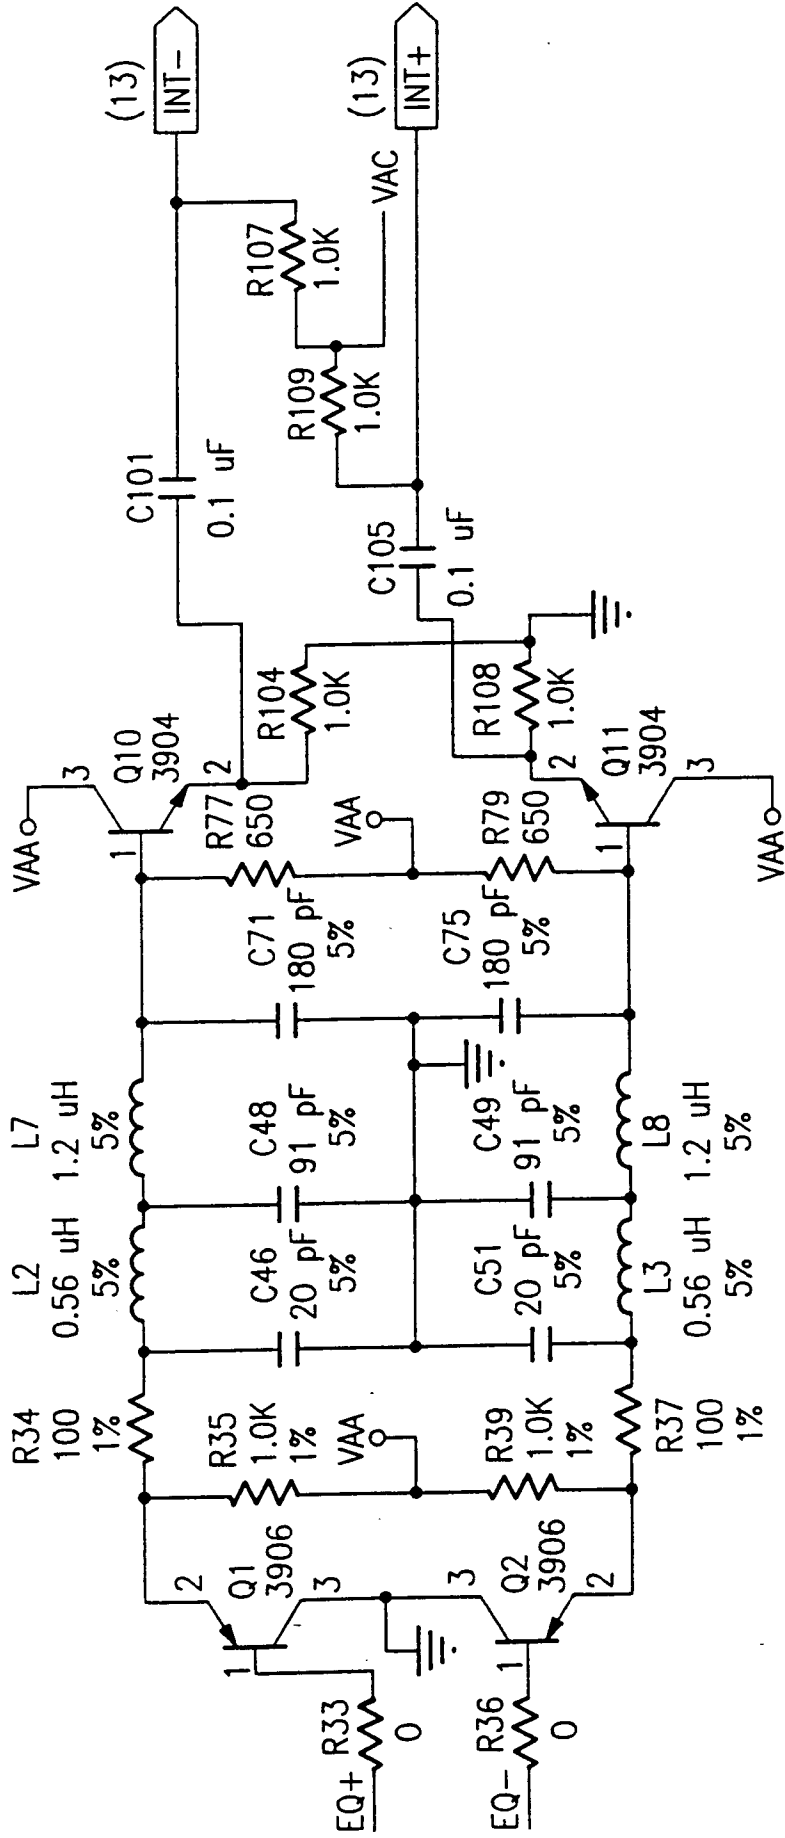 EQ+
R33
0
EQ-
R36
0
1
2
3
Q1
3906
1
2
3
Q2
3906
R34
100
1%
R35
1.0K
1%
VAA
R39
1.0K
1%
R37
100
1%
L2
0.56 uH
5%
C46
20 pF
5%
C51
20 pF
5%
L3
0.56 uH
5%
L7
1.2 uH
5%
C48
91 pF
5%
C49
91 pF
5%
L8
1.2 uH
5%
C71
180 pF
5%
C75
180 pF
5%
R77
650
VAA
R79
650
VAA
1
3
2
Q10
3904
1
2
3
Q11
3904
VAA
R104
1.0K
R108
1.0K
C101
0.1 uF
C105
0.1 uF
R109
1.0K
R107
1.0K
VAC
(13)
INT-
(13)
INT+